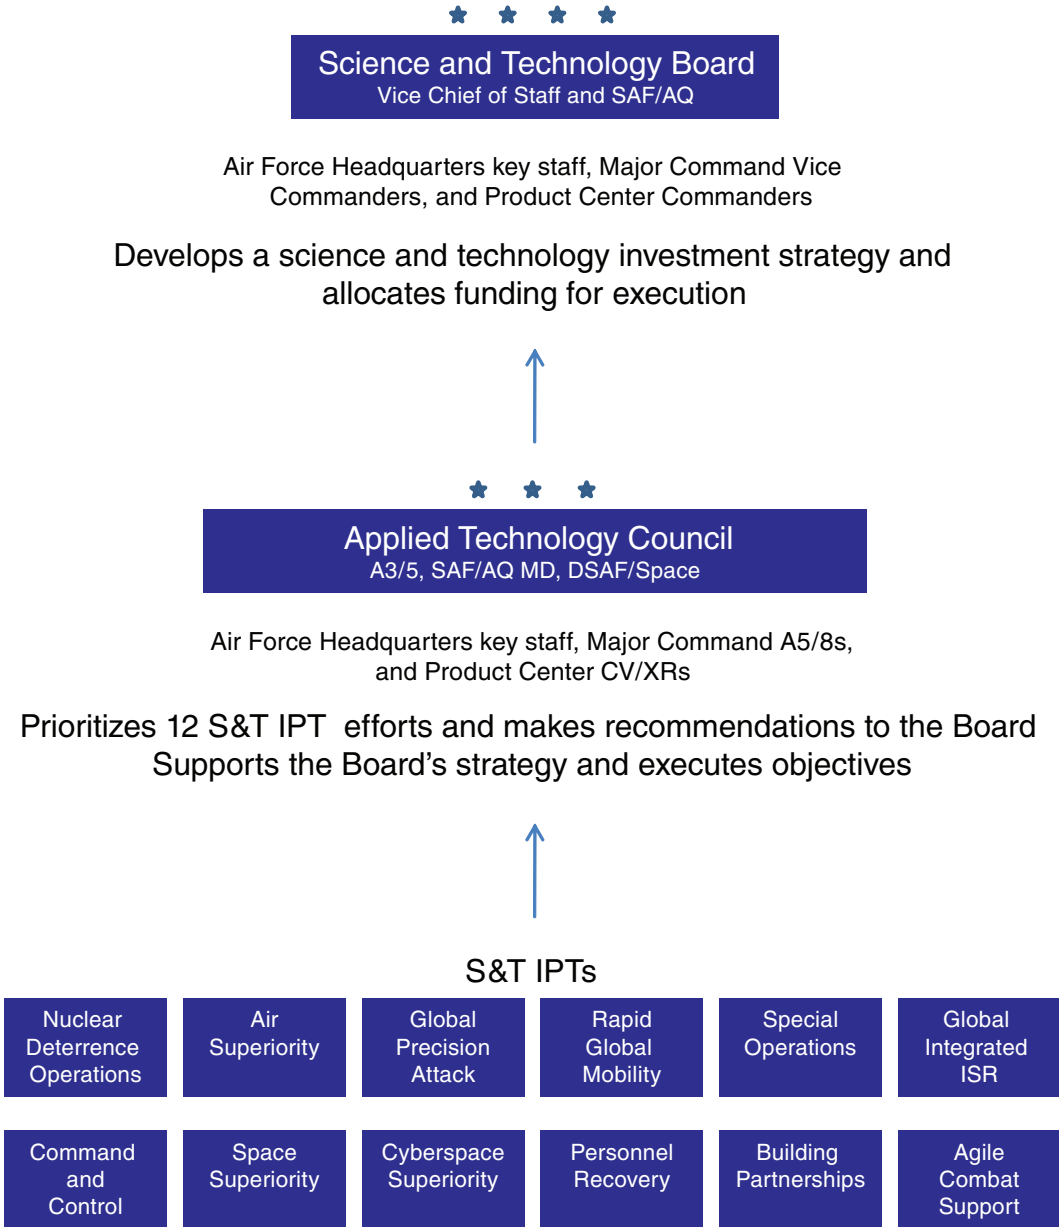 Science and Technology Board
Vice Chief of Staff and SAF/AQ
Air Force Headquarters key staff, Major Command Vice
Commanders, and Product Center Commanders
Develops a science and technology investment strategy and
allocates funding for execution
Applied Technology Council
A3/5, SAF/AQ MD, DSAF/Space
Air Force Headquarters key staff, Major Command A5/8s,
and Product Center CV/XRs
Prioritizes 12 S&T IPT efforts and makes recommendations to the Board
Supports the Board's strategy and executes objectives
S&T IPTs
Nuclear
Deterrence
Operations
Air
Superiority
Global
Precision
Attack
Rapid
Global
Mobility
Special
Operations
Global
Integrated
ISR
Command
and
Control
Space
Superiority
Cyberspace
Superiority
Personnel
Recovery
Building
Partnerships
Agile
Combat
Support